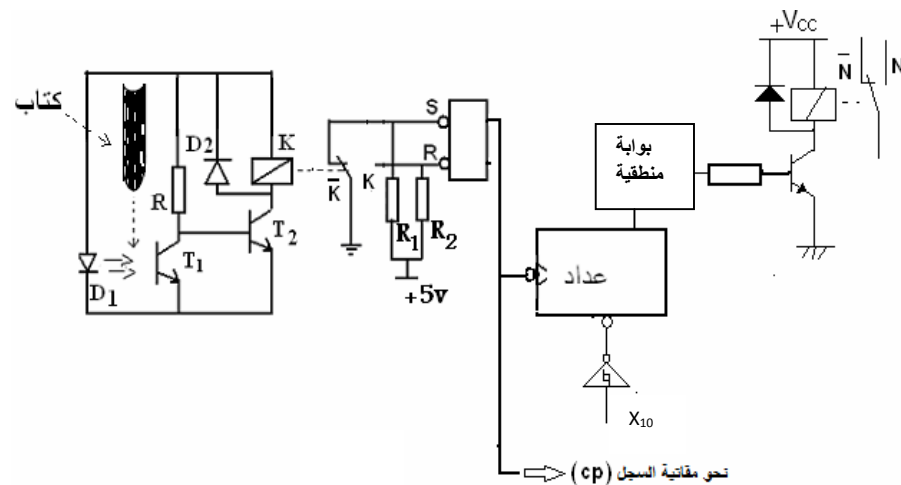 +VCC
N̅
N
كتاب
D2
K
S
R
K̅
K
R
R1
R2
T1
T2
D1
+5v
بوابة
منطقية
عداد
X10
نحو مقاتية السجل (cp)